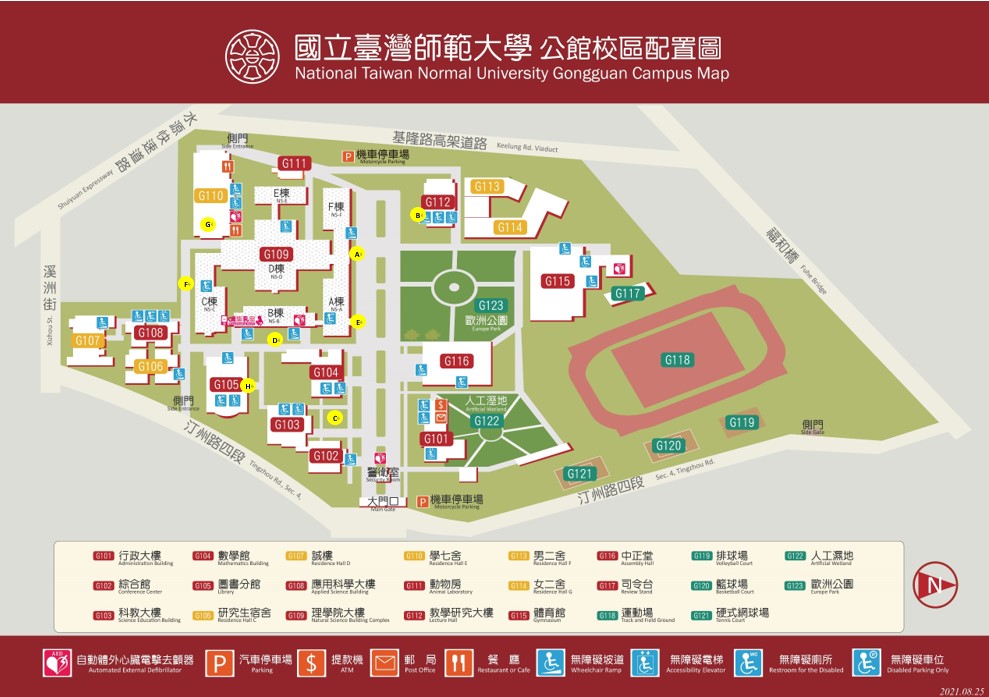 國立臺灣師範大學 公館校區配置圖
National Taiwan Normal University Gongguan Campus Map
水源快速道路
Shuiyuan Expressway
側門
Side Entrance
基隆路高架道路 Keelung Rd. Viaduct
P 機車停車場
Motorcycle Parking
G111
G110
E棟
NS-E
F棟
NS-F
G112
B
G113
G114
G
福和橋
Fuhe Bridge
G109
D棟
NS-D
A
溪洲街
Xizhou St.
F
C棟
NS-C
B棟
NS-B
A棟
NS-A
E
G123
歐洲公園
Europe Park
G115
G117
G107
G108
G106
D
G118
G105
H
G104
G116
側門
Side Entrance
G103
C
人工溼地
Artificial Wetland
G122
$
G101
G119
側門
Side Gate
G120
G102
警衛室
Security Room
G121
汀州路四段
Tingzhou Rd., Sec. 4,
汀州路四段
Sec. 4, Tingzhou Rd.
大門口
Main Gate
P 機車停車場
Motorcycle Parking
G101 行政大樓
Administration Building
G104 數學館
Mathematics Building
G107 誠樓
Residence Hall D
G110 學七舍
Residence Hall E
G113 男二舍
Residence Hall F
G116 中正堂
Conference Hall
G119 排球場
Volleyball Court
G122 人工濕地
Artificial Wetland
G102 綜合館
Conference Center
G105 圖書分館
Library
G108 應用科學大樓
Applied Science Building
G111 動物房
Animal Laboratory
G114 女二舍
Residence Hall G
G117 司令台
Review Stand
G120 籃球場
Basketball Court
G123 歐洲公園
Europe Park
G103 科教大樓
Science Education Building
G106 研究生宿舍
Residence Hall C
G109 理學院大樓
Natural Science Building Complex
G112 教學研究大樓
Lecture Hall
G115 體育館
Gymnasium
G118 運動場
Track and Field Ground
G121 硬式網球場
Tennis Court
N
AED 自動體外心臟電擊去顫器
Automated External Defibrillator
P 汽車停車場
Parking
$ 提款機
ATM
郵 局
Post Office
餐 廳
Restaurant or Cafe
無障礙坡道
Wheelchair Ramp
無障礙電梯
Accessibility Elevator
無障礙廁所
Restroom for the Disabled
無障礙車位
Disabled Parking Only
2021.08.25